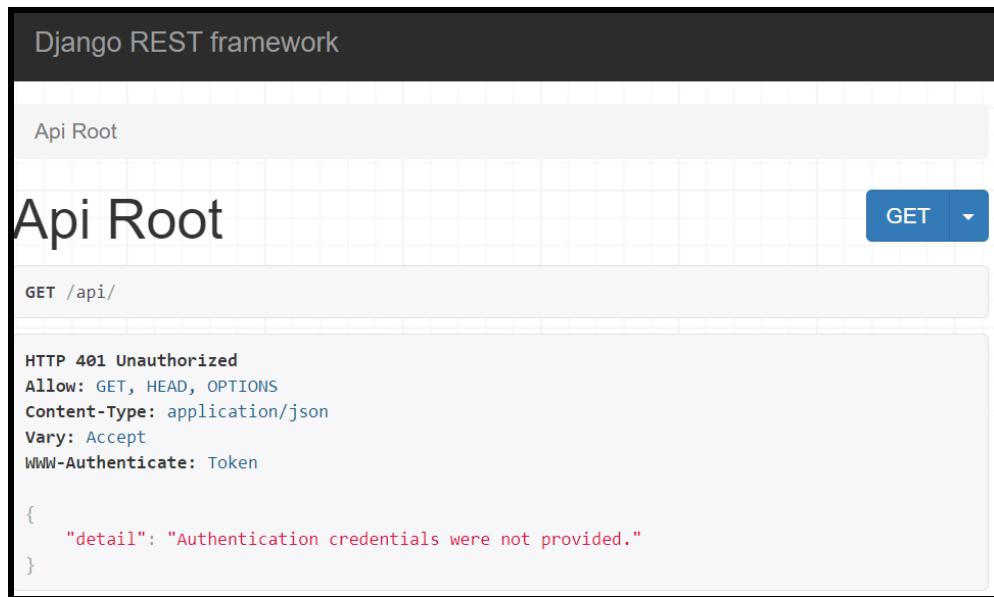 Django REST framework
Api Root
Api Root
GET
GET /api/
HTTP 401 Unauthorized
Allow: GET, HEAD, OPTIONS
Content-Type: application/json
Vary: Accept
WWW-Authenticate: Token
{
    "detail": "Authentication credentials were not provided."
}